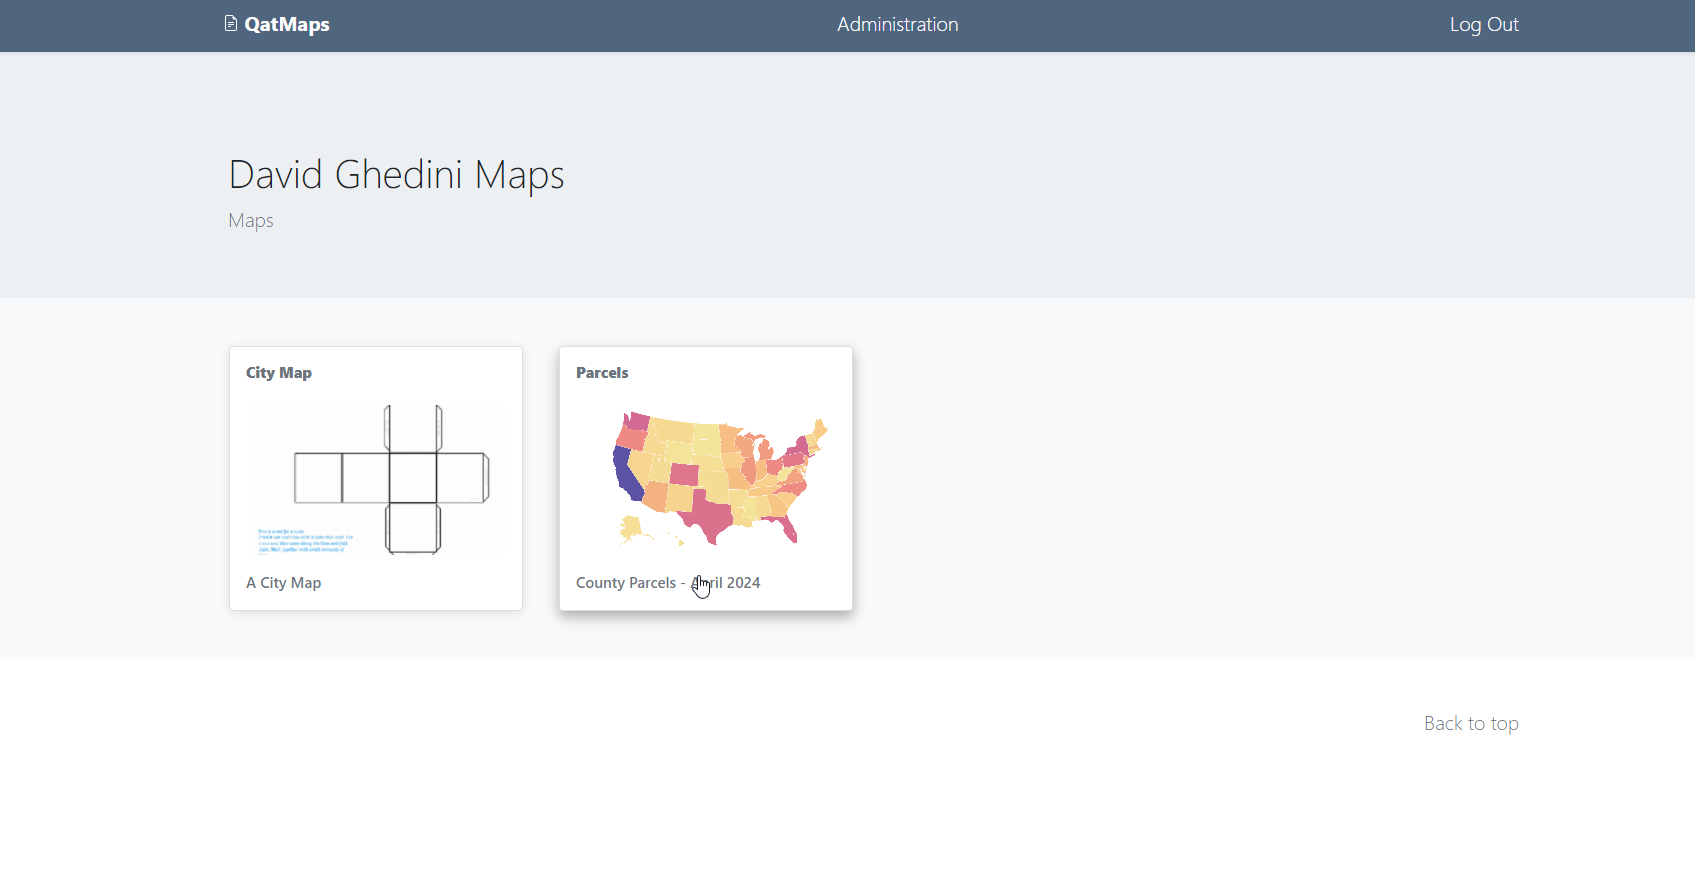 QatMaps
Administration
Log Out
David Ghedini Maps
Maps
City Map
A City Map
Parcels
County Parcels - April 2024
Back to top